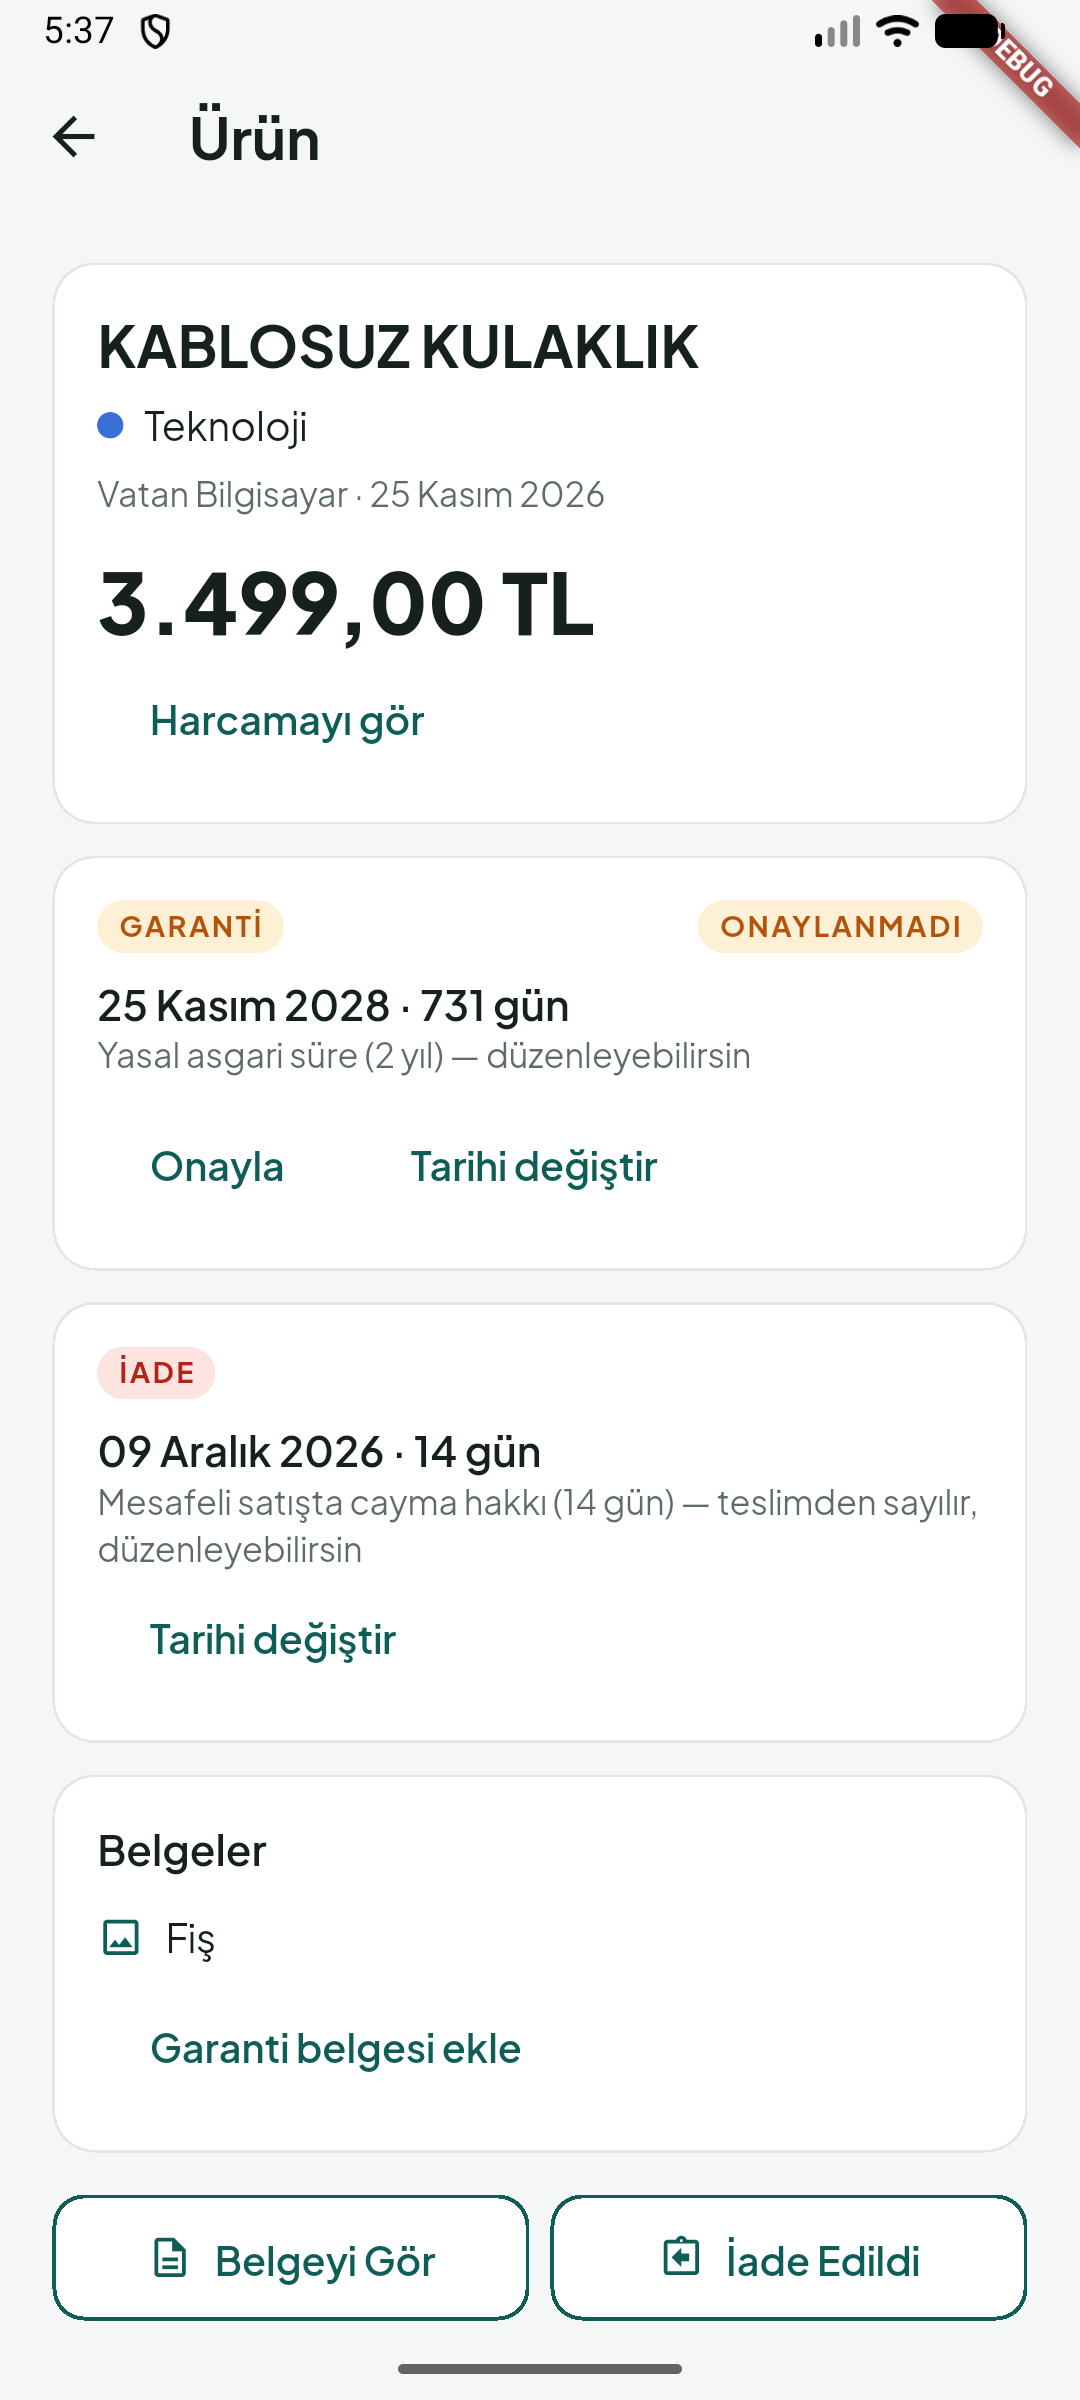 5:37
EBUG
Ürün
KABLOSUZ KULAKLIK
Teknoloji
Vatan Bilgisayar · 25 Kasım 2026
3.499,00 TL
Harcamayı gör
GARANTİ
ONAYLANMADI
25 Kasım 2028 · 731 gün
Yasal asgari süre (2 yıl) — düzenleyebilirsin
Onayla
Tarihi değiştir
İADE
09 Aralık 2026 · 14 gün
Mesafeli satışta cayma hakkı (14 gün) — teslimden sayılır,
düzenleyebilirsin
Tarihi değiştir
Belgeler
Fiş
Garanti belgesi ekle
Belgeyi Gör
İade Edildi